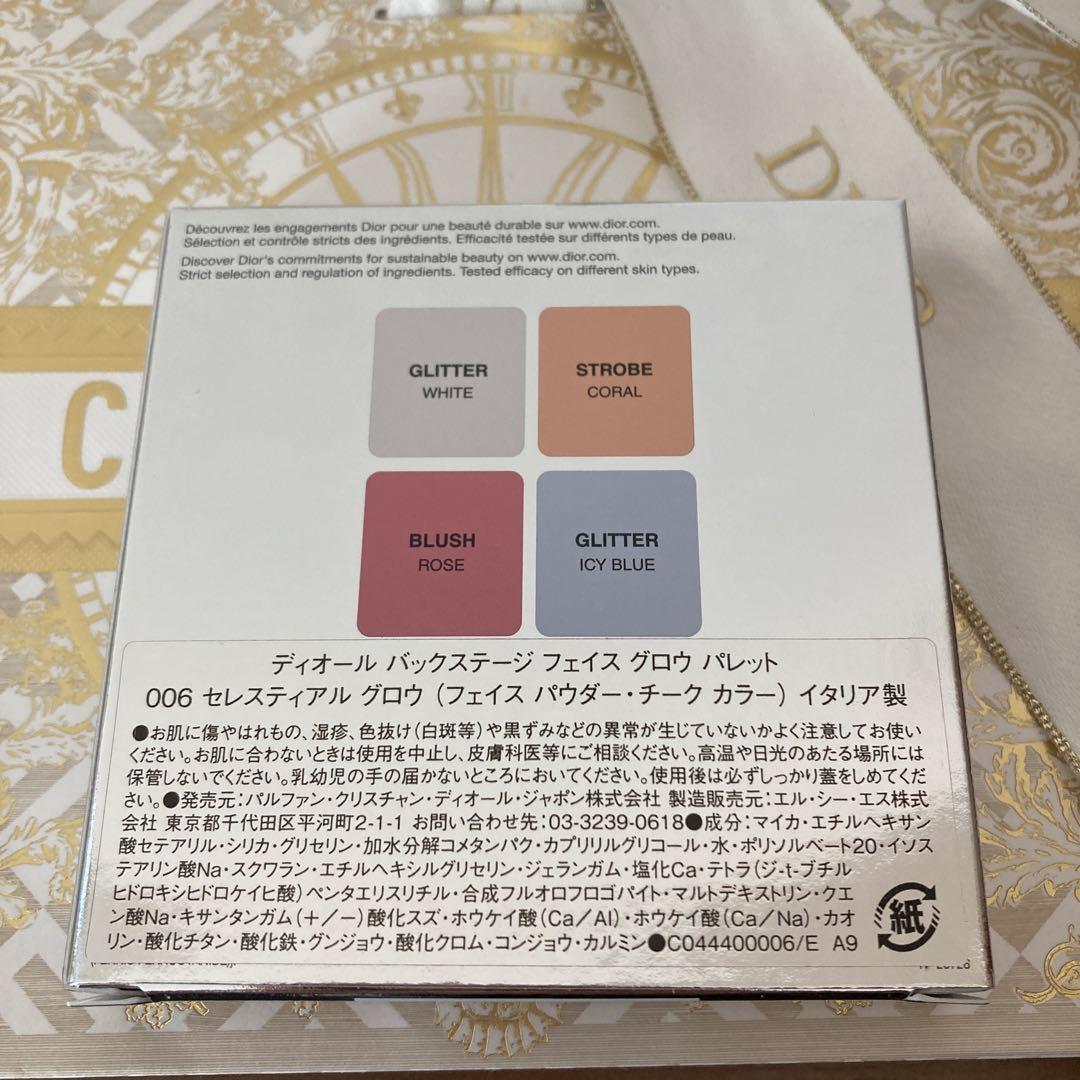 D
C
Découvrez les engagements Dior pour une beauté durable sur www.dior.com.
Sélection et contrôle stricts des ingrédients. Efficacité testée sur différents types de peau.
Discover Dior's commitments for sustainable beauty on www.dior.com.
Strict selection and regulation of ingredients. Tested efficacy on different skin types.
GLITTER
WHITE
STROBE
CORAL
BLUSH
ROSE
GLITTER
ICY BLUE
ディオール バックステージ フェイス グロウ パレット
006 セレスティアル グロウ (フェイス パウダー・チーク カラー) イタリア製
●お肌に傷やはれもの、湿疹、色抜け(白斑等)や黒ずみなどの異常が生じていないかよく注意してお使い
ください。お肌に合わないときは使用を中止し、皮膚科医等にご相談ください。高温や日光のあたる場所には
保管しないでください。乳幼児の手の届かないところにおいてください。使用後は必ずしっかり蓋をしめてくだ
さい。●発売元:パルファン・クリスチャン・ディオール・ジャポン株式会社 製造販売元:エル・シー・エス株式
会社 東京都千代田区平河町2-1-1 お問い合わせ先:03-3239-0618●成分:マイカ・エチルヘキサン
酸セテアリル・シリカ・グリセリン・加水分解コメタンパク・カプリリルグリコール・水・ポリソルベート20・イソス
テアリン酸Na・スクワラン・エチルヘキシルグリセリン・ジェランガム・塩化Ca・テトラ(ジ-t-ブチル
ヒドロキシヒドロケイヒ酸)ペンタエリスリチル・合成フルオロフロゴパイト・マルトデキストリン・クエ
ン酸Na・キサンタンガム(+/-)酸化スズ・ホウケイ酸(Ca/Al)・ホウケイ酸(Ca/Na)・カオ
リン・酸化チタン・酸化鉄・グンジョウ・酸化クロム・コンジョウ・カルミン●C044400006/E A9
紙